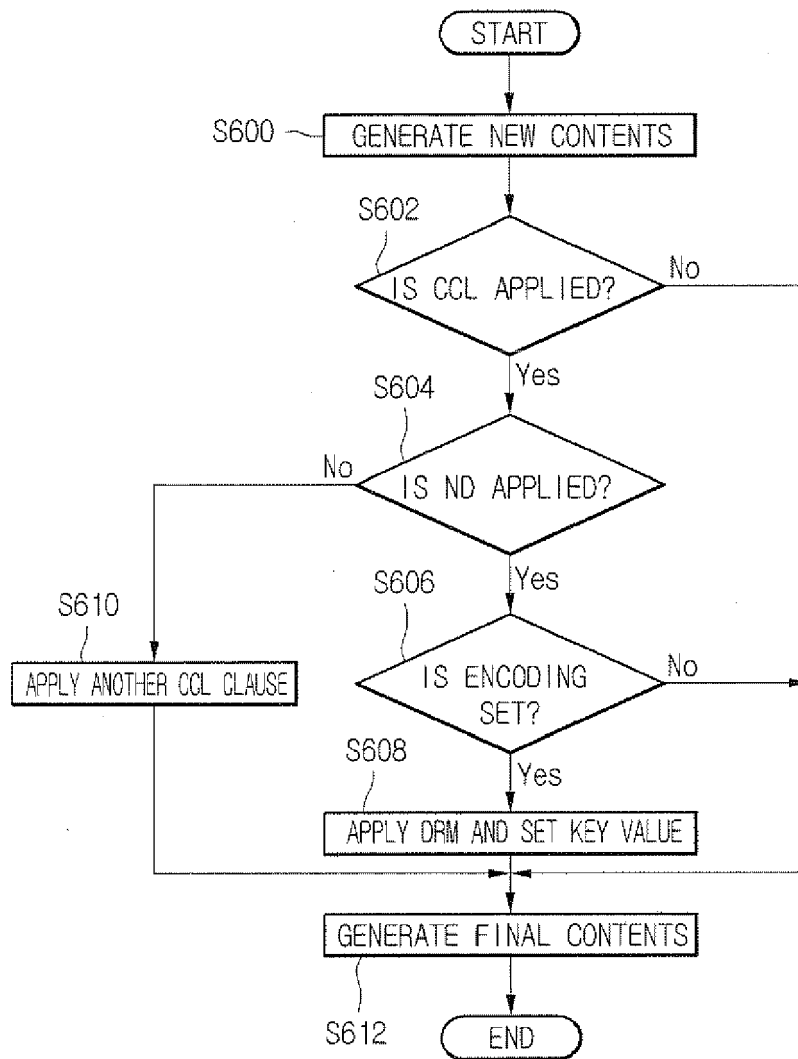 START
S600
GENERATE NEW CONTENTS
S602
IS CCL APPLIED?
No
Yes
S604
No
IS ND APPLIED?
Yes
S606
S610
IS ENCODING
SET?
No
APPLY ANOTHER CCL CLAUSE
S608
Yes
APPLY DRM AND SET KEY VALUE
GENERATE FINAL CONTENTS
S612
END